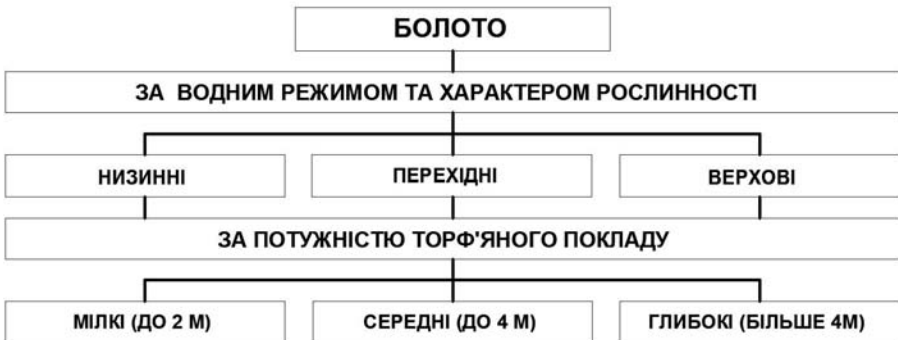 БОЛОТО
ЗА ВОДНИМ РЕЖИМОМ ТА ХАРАКТЕРОМ РОСЛИННОСТІ
НИЗИННІ
ПЕРЕХІДНІ
ВЕРХОВІ
ЗА ПОТУЖНІСТЮ ТОРФ'ЯНОГО ПОКЛАДУ
МІЛКІ (ДО 2 М)
СЕРЕДНІ (ДО 4 М)
ГЛИБОКІ (БІЛЬШЕ 4М)